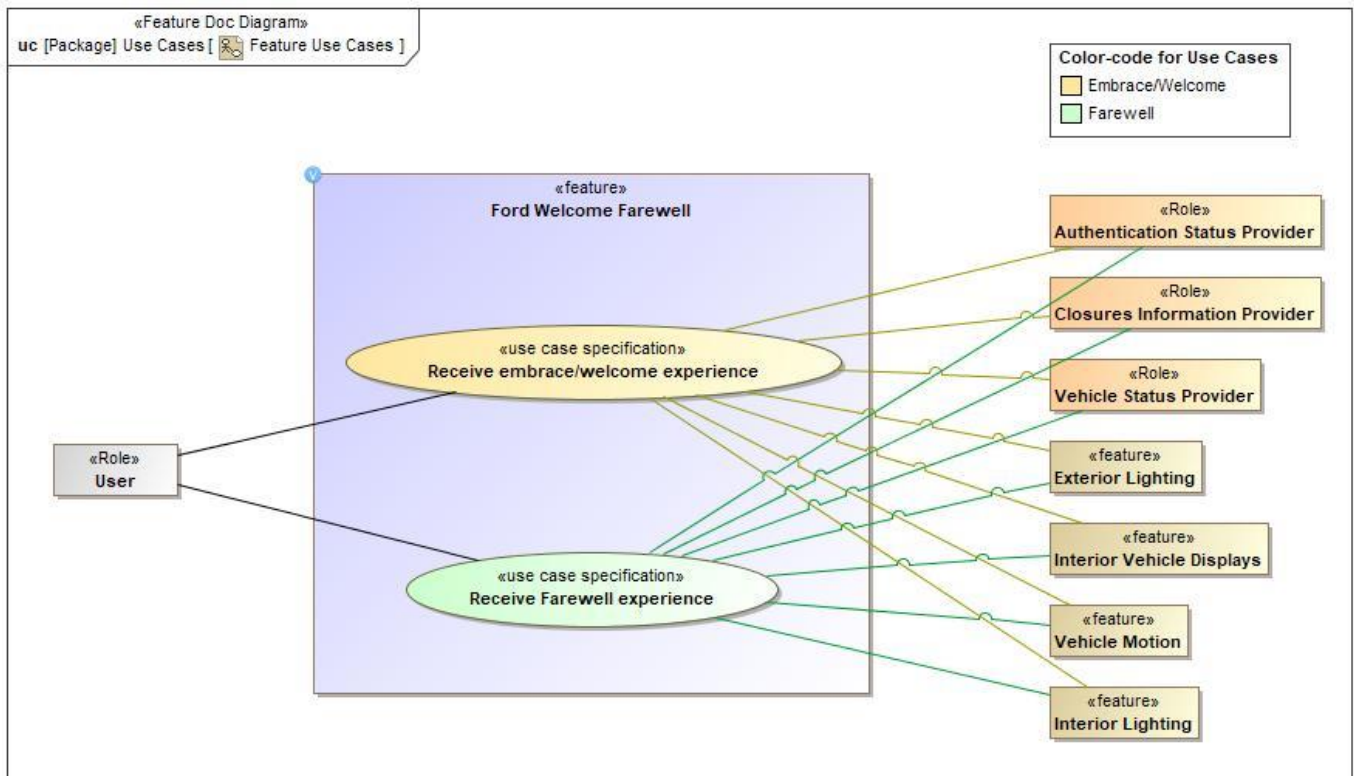 «Feature Doc Diagram»
uc [Package] Use Cases [ Feature Use Cases ]
Color-code for Use Cases
Embrace/Welcome
Farewell
V
«feature»
Ford Welcome Farewell
«Role»
Authentication Status Provider
«Role»
Closures Information Provider
«use case specification»
Receive embrace/welcome experience
«Role»
Vehicle Status Provider
«Role»
User
«feature»
Exterior Lighting
«feature»
Interior Vehicle Displays
«use case specification»
Receive Farewell experience
«feature»
Vehicle Motion
«feature»
Interior Lighting